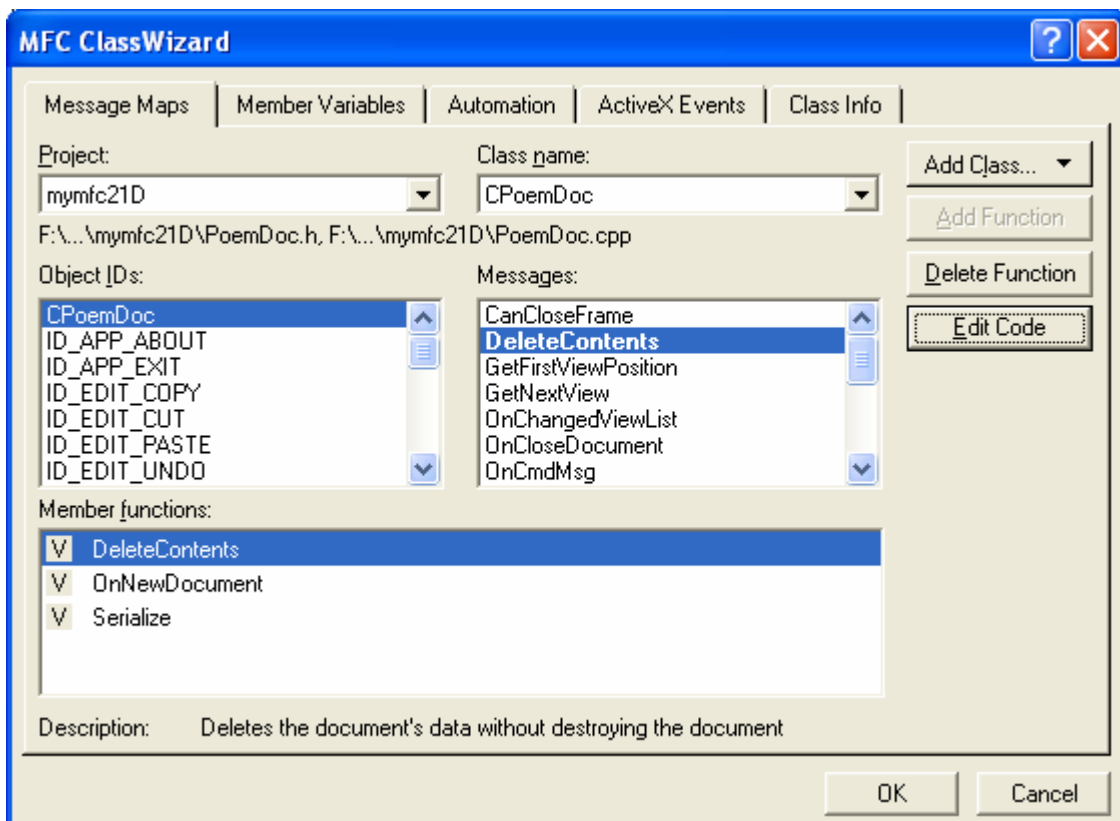 MFC ClassWizard
Message Maps Member Variables Automation ActiveX Events Class Info
Project: Class name:
mymfc21D CPoemDoc
Add Class...
F:\...\mymfc21D\PoemDoc.h, F:\...\mymfc21D\PoemDoc.cpp
Add Function
Object IDs: Messages:
Delete Function
CPoemDoc CanCloseFrame
ID_APP_ABOUT DeleteContents
Edit Code
ID_APP_EXIT GetFirstViewPosition
ID_EDIT_COPY GetNextView
ID_EDIT_CUT OnChangedViewList
ID_EDIT_PASTE OnCloseDocument
ID_EDIT_UNDO OnCmdMsg
Member functions:
V DeleteContents
V OnNewDocument
V Serialize
Description: Deletes the document's data without destroying the document
OK Cancel